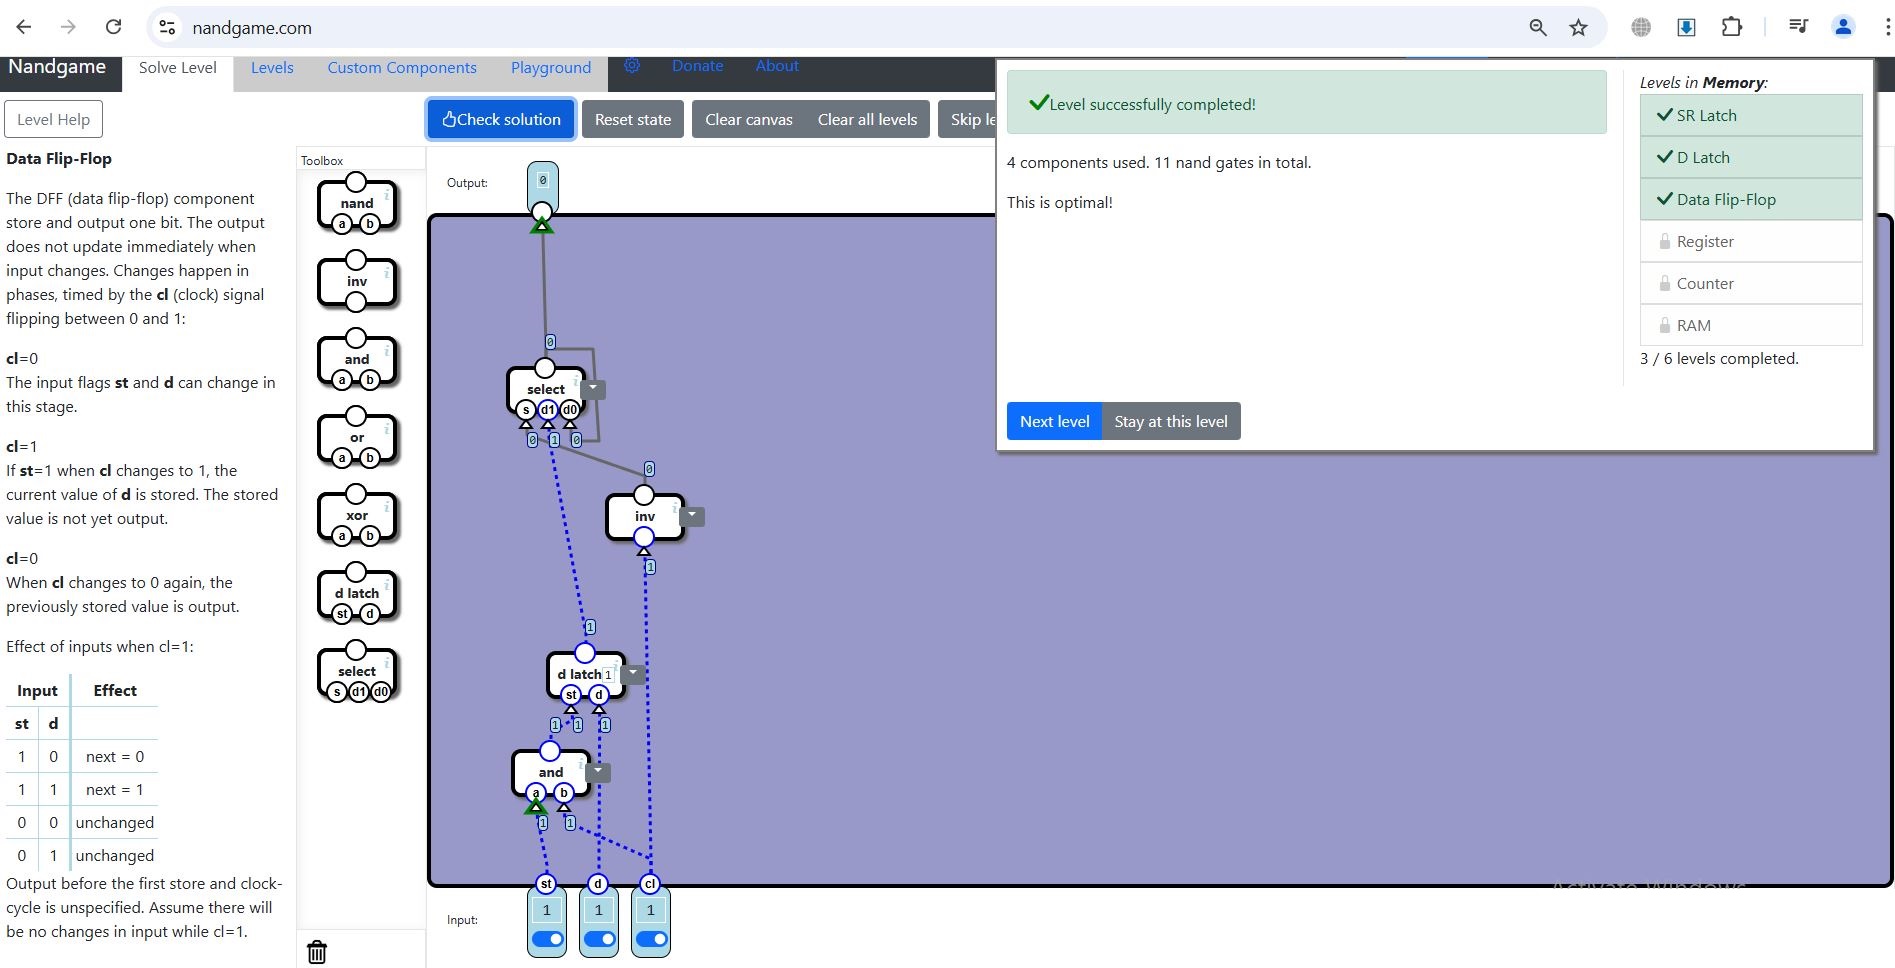 nandgame.com
Nandgame
Solve Level
Levels
Custom Components
Playground
Donate
About
Level Help
Check solution
Reset state
Clear canvas
Clear all levels
Skip le
Level successfully completed!
4 components used. 11 nand gates in total.
This is optimal!
Next level
Stay at this level
Levels in Memory:
SR Latch
D Latch
Data Flip-Flop
Register
Counter
RAM
3 / 6 levels completed.
Data Flip-Flop
The DFF (data flip-flop) component
store and output one bit. The output
does not update immediately when
input changes. Changes happen in
phases, timed by the cl (clock) signal
flipping between 0 and 1:
cl=0
The input flags st and d can change in
this stage.
cl=1
If st=1 when cl changes to 1, the
current value of d is stored. The stored
value is not yet output.
cl=0
When cl changes to 0 again, the
previously stored value is output.
Effect of inputs when cl=1:
Input Effect
st d
1 0 next = 0
1 1 next = 1
0 0 unchanged
0 1 unchanged
Output before the first store and clock-
cycle is unspecified. Assume there will
be no changes in input while cl=1.
Toolbox
nand
a b
inv
and
a b
or
a b
xor
a b
d latch
st d
select
s d1 d0
Output:
0
0
select
s d1 d0
0 1 0
0
inv
1
1
d latch 1
st d
1 1 1
and
a b
1 1
st d cl
Input:
1 1 1
Activate Windows